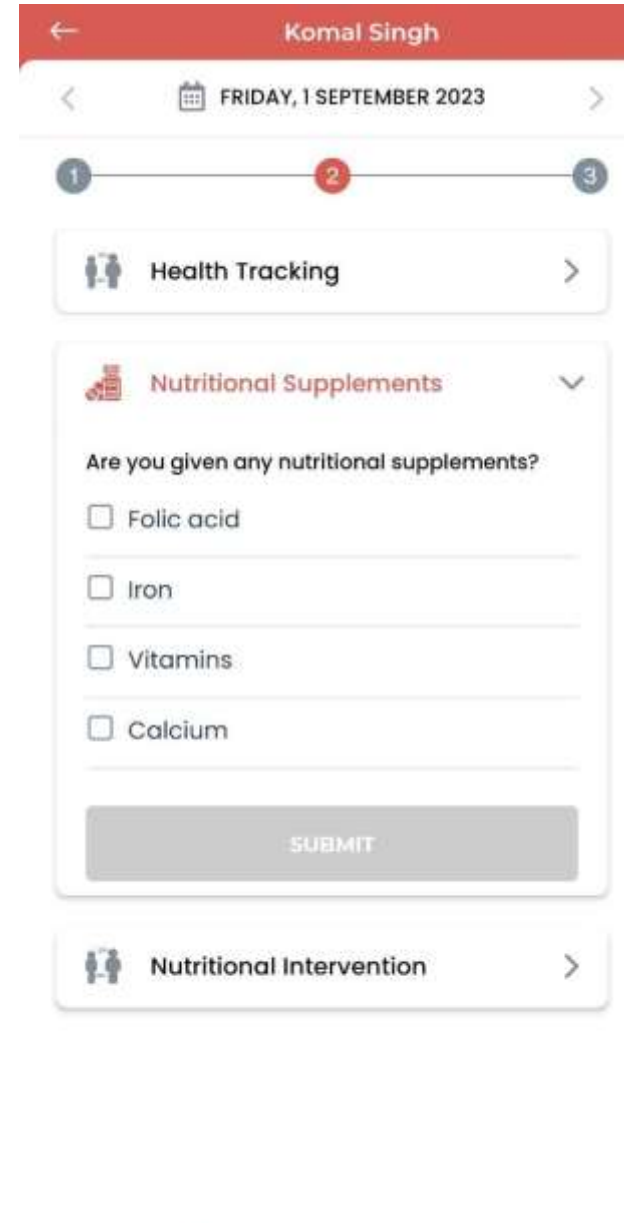 Komal Singh
FRIDAY, 1 SEPTEMBER 2023
1 2 3
Health Tracking
Nutritional Supplements
Are you given any nutritional supplements?
Folic acid
Iron
Vitamins
Calcium
SUBMIT
Nutritional Intervention